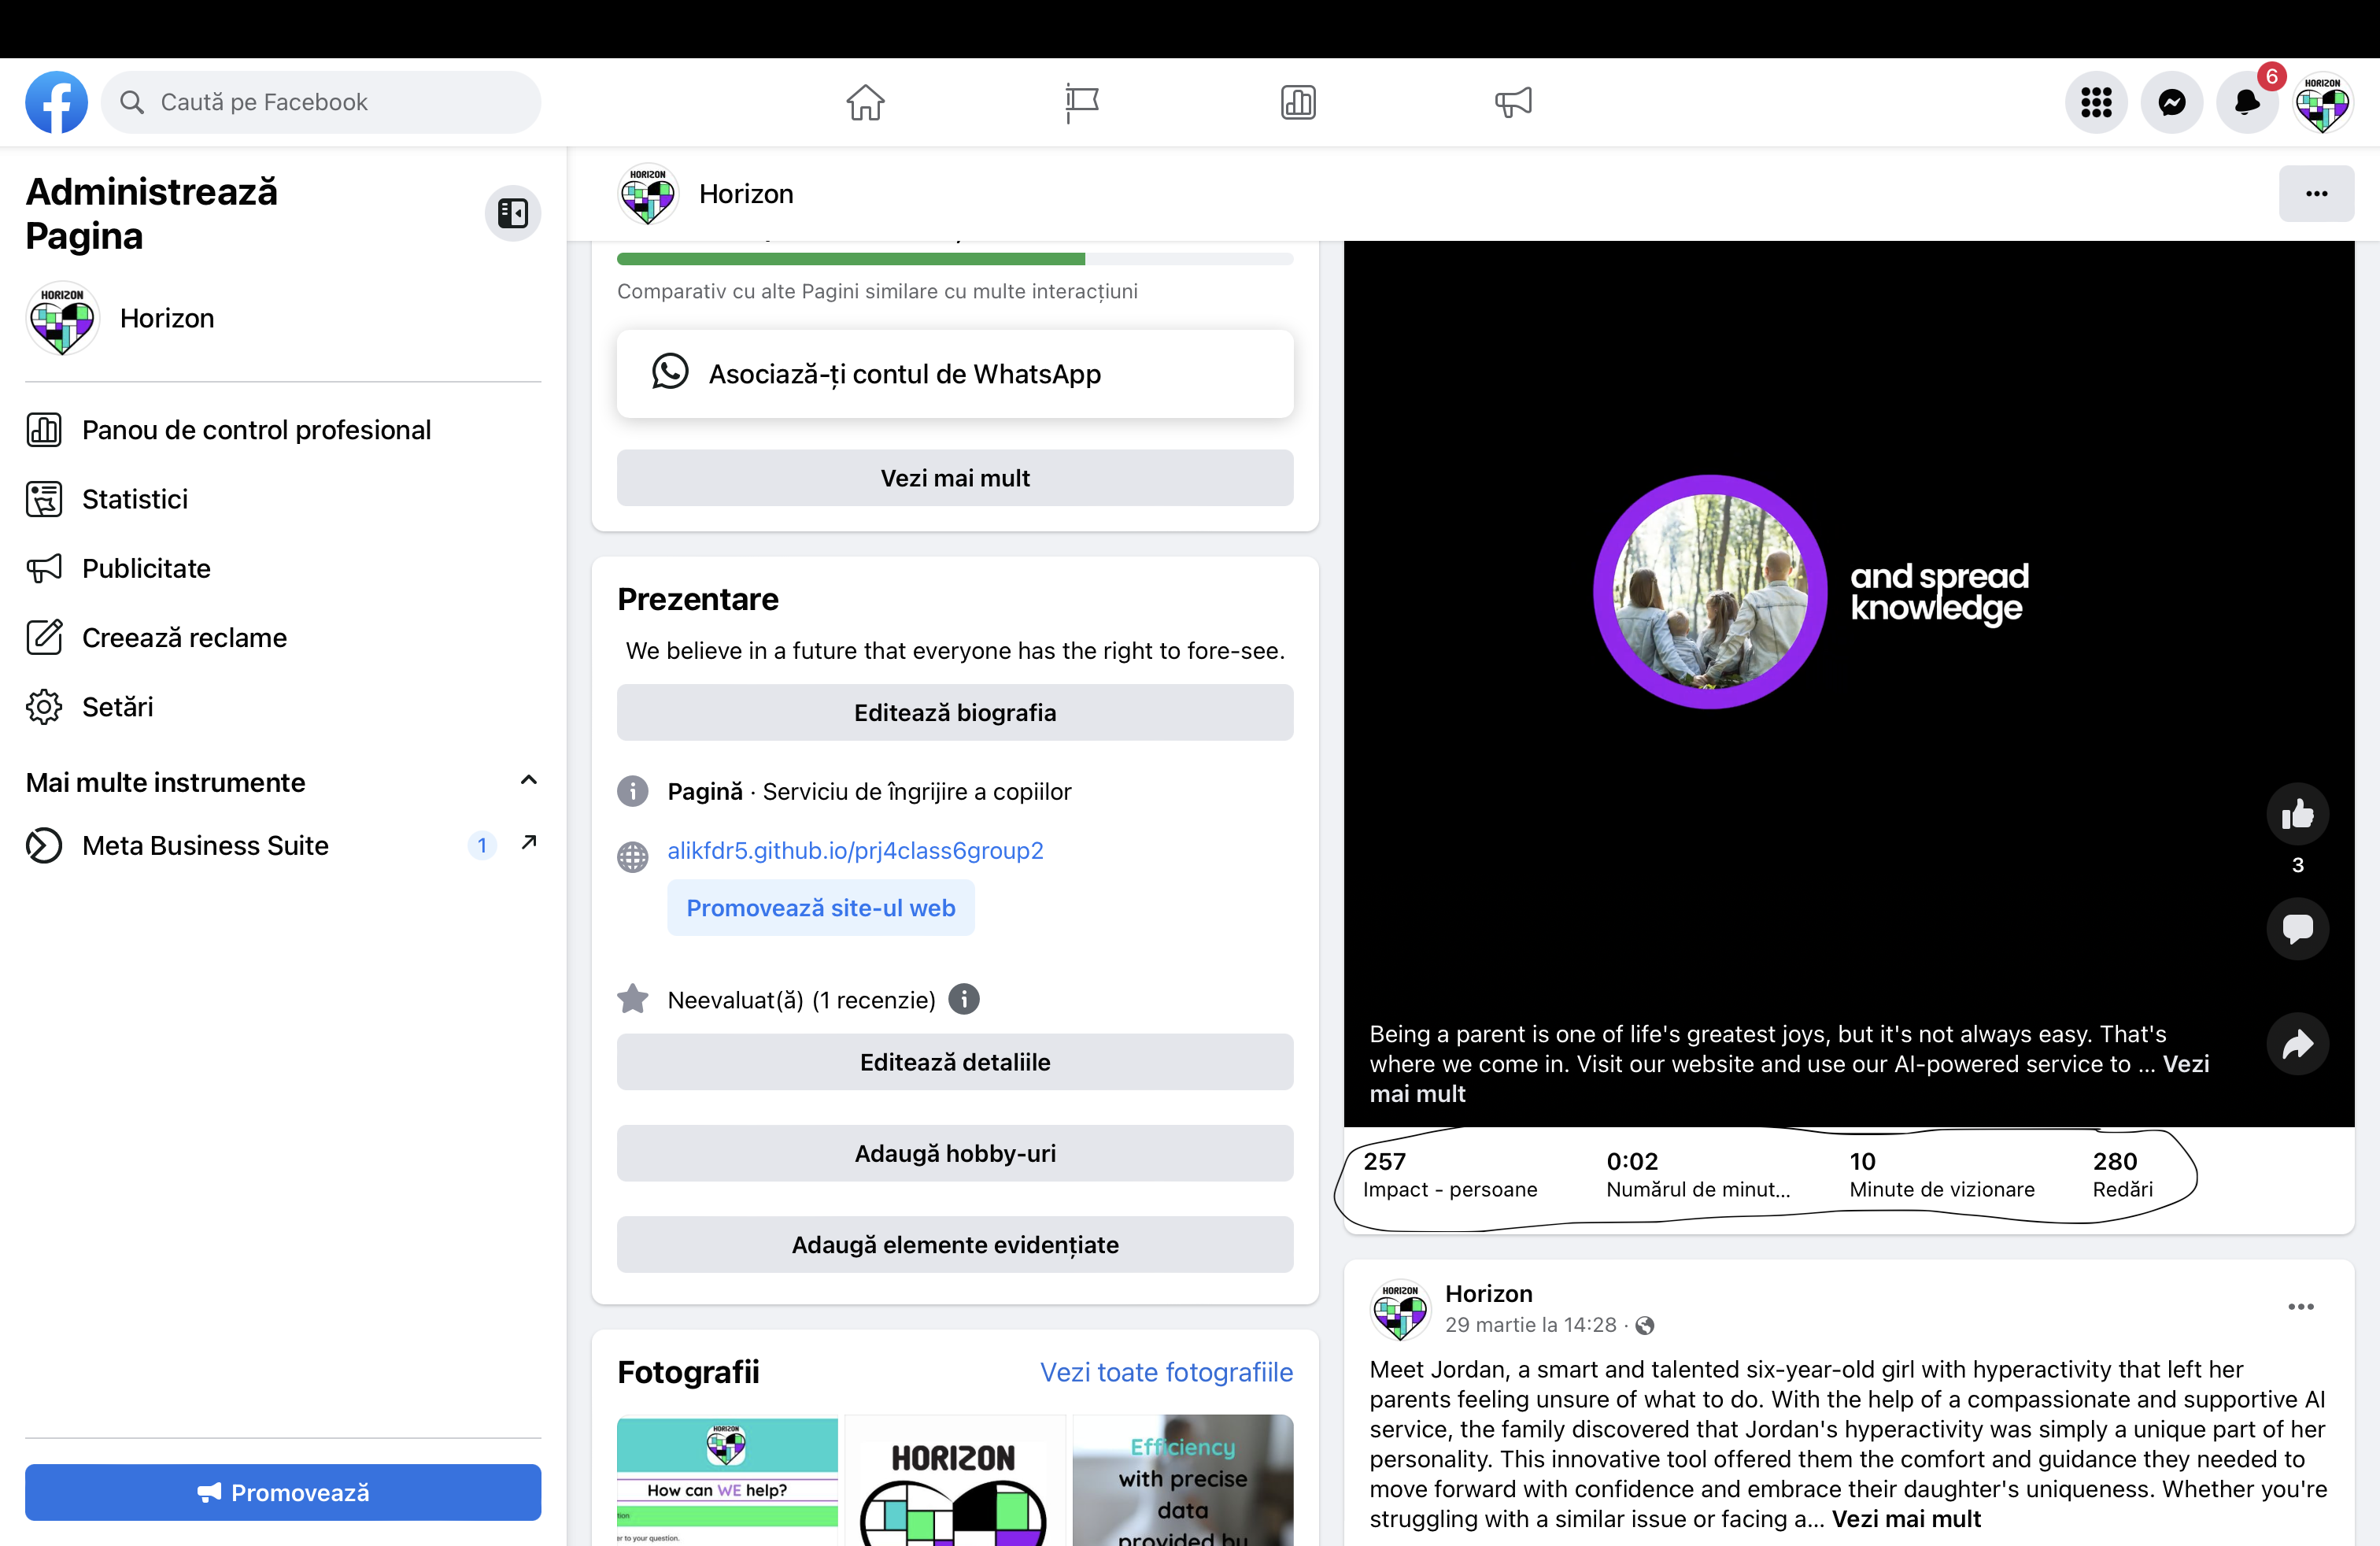 Caută pe Facebook
6
HORIZON
Administrează
Pagina
HORIZON
Horizon
Panou de control profesional
Statistici
Publicitate
Creează reclame
Setări
Mai multe instrumente
Meta Business Suite
1
Promovează
HORIZON
Horizon
Comparativ cu alte Pagini similare cu multe interacțiuni
Asociază-ți contul de WhatsApp
Vezi mai mult
Prezentare
We believe in a future that everyone has the right to fore-see.
Editează biografia
Pagină · Serviciu de îngrijire a copiilor
alikfdr5.github.io/prj4class6group2
Promovează site-ul web
Neevaluat(ă) (1 recenzie)
Editează detaliile
Adaugă hobby-uri
Adaugă elemente evidențiate
Fotografii
Vezi toate fotografiile
HORIZON
How can WE help?
er to your question.
HORIZON
Efficiency
with precise
data
provided by
and spread
knowledge
3
Being a parent is one of life's greatest joys, but it's not always easy. That's
where we come in. Visit our website and use our AI-powered service to ... Vezi
mai mult
257
Impact - persoane
0:02
Numărul de minut...
10
Minute de vizionare
280
Redări
HORIZON
Horizon
29 martie la 14:28 ·
Meet Jordan, a smart and talented six-year-old girl with hyperactivity that left her
parents feeling unsure of what to do. With the help of a compassionate and supportive AI
service, the family discovered that Jordan's hyperactivity was simply a unique part of her
personality. This innovative tool offered them the comfort and guidance they needed to
move forward with confidence and embrace their daughter's uniqueness. Whether you're
struggling with a similar issue or facing a... Vezi mai mult